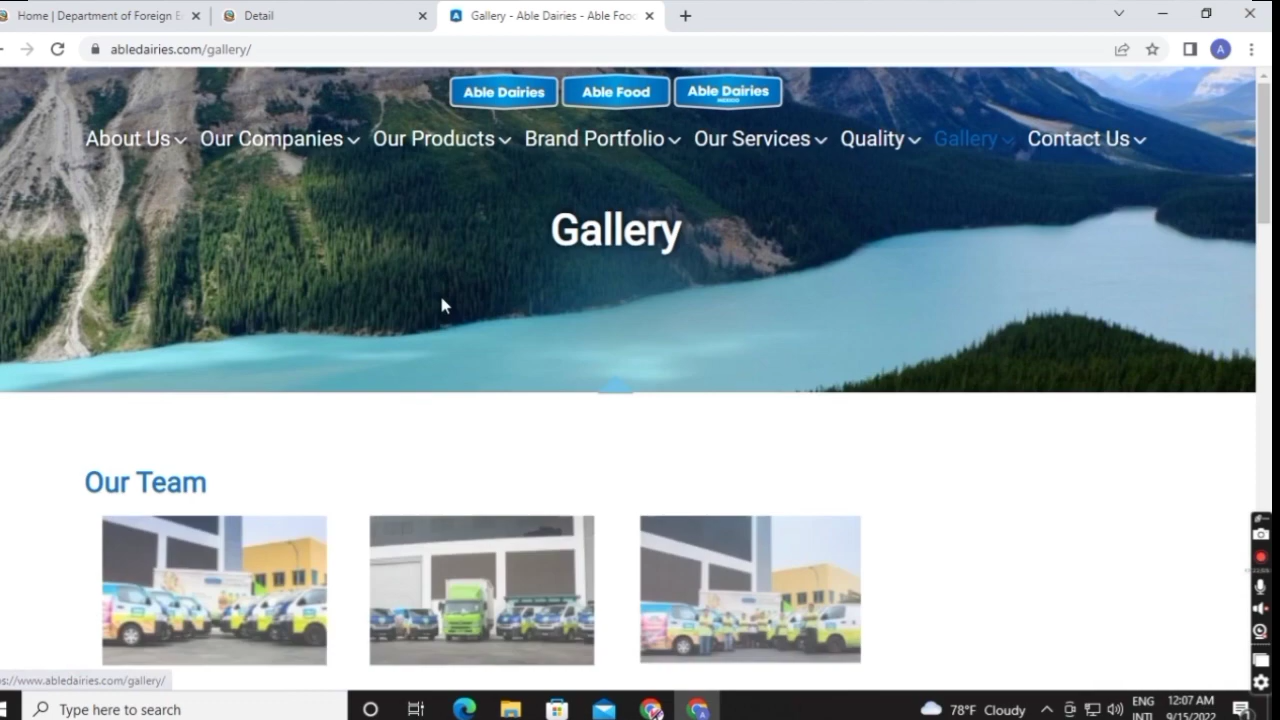 Home | Department of Foreign E
Detail
Gallery - Able Dairies - Able Foo
abledairies.com/gallery/
A
Able Dairies
Able Food
Able Dairies
MEXICO
About Us
Our Companies
Our Products
Brand Portfolio
Our Services
Quality
Gallery
Contact Us
Gallery
Our Team
s://www.abledairies.com/gallery/
Type here to search
78°F Cloudy
ENG
INTL
12:07 AM
9/15/2022